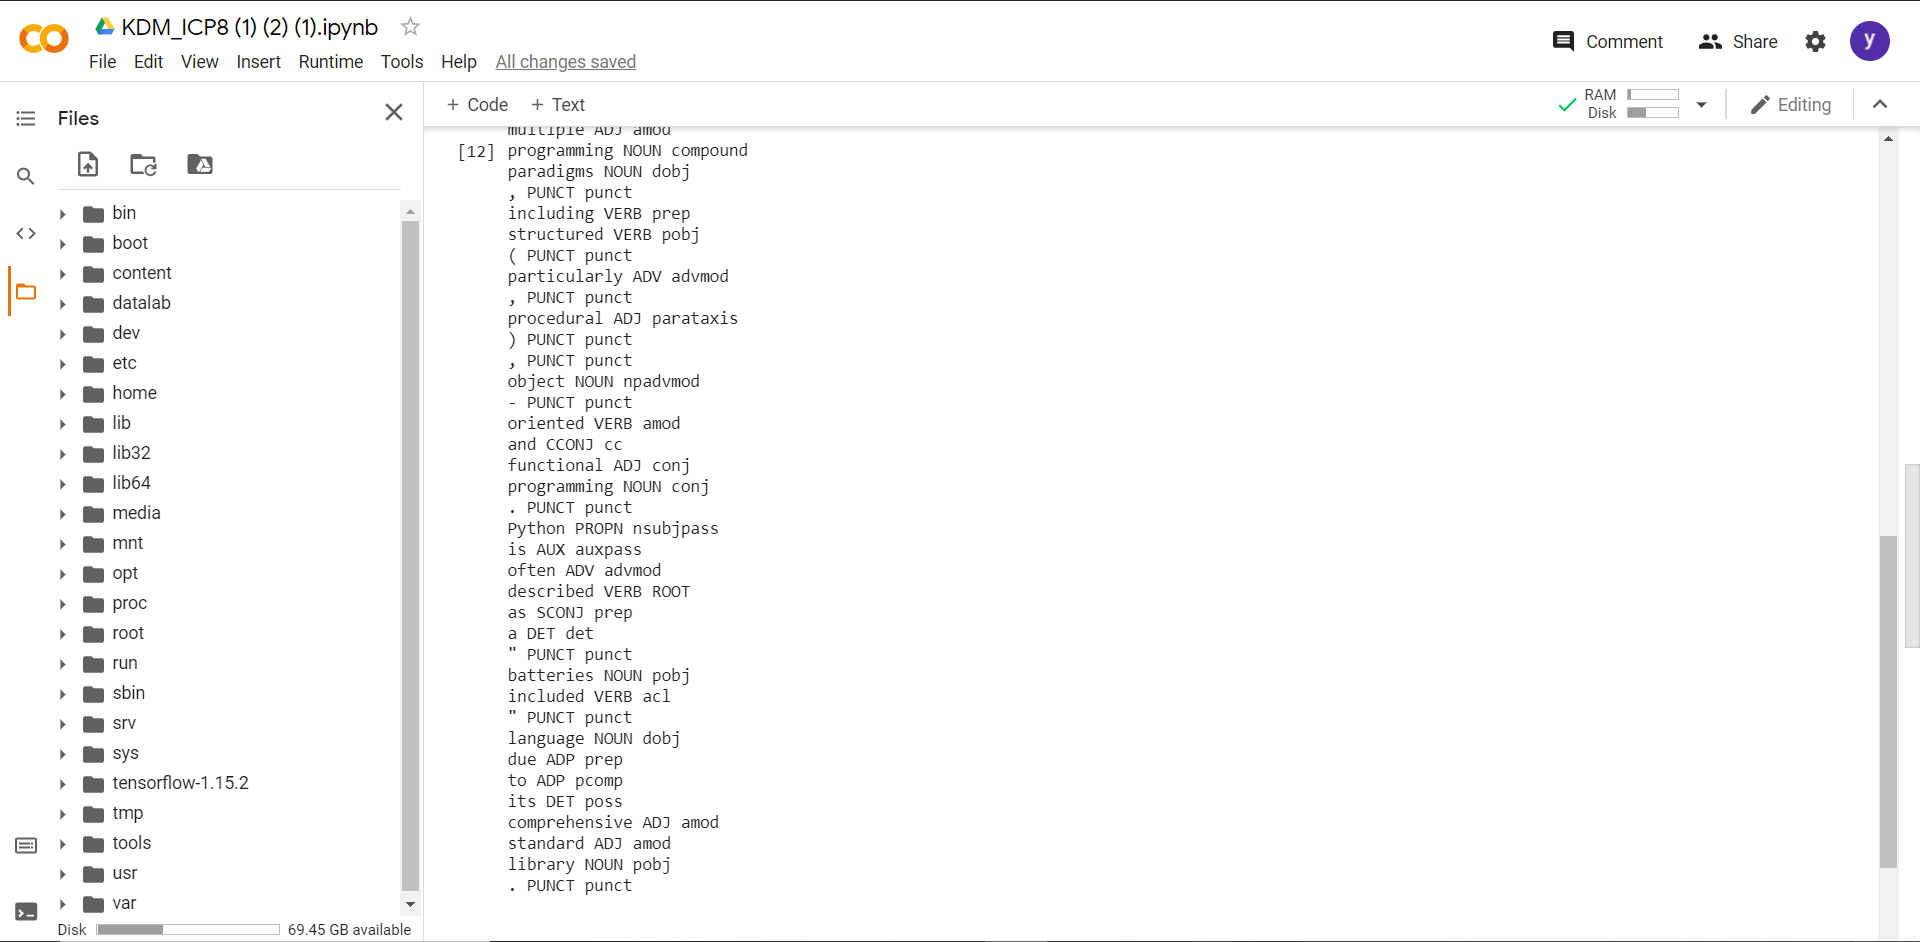 KDM_ICP8 (1) (2) (1).ipynb
File Edit View Insert Runtime Tools Help All changes saved
Comment Share y
Files
+ Code + Text
RAM
Disk
Editing
bin
boot
content
datalab
dev
etc
home
lib
lib32
lib64
media
mnt
opt
proc
root
run
sbin
srv
sys
tensorflow-1.15.2
tmp
tools
usr
var
Disk 69.45 GB available
multiple ADJ amod
[12] programming NOUN compound
paradigms NOUN dobj
, PUNCT punct
including VERB prep
structured VERB pobj
( PUNCT punct
particularly ADV advmod
, PUNCT punct
procedural ADJ parataxis
) PUNCT punct
, PUNCT punct
object NOUN npadvmod
- PUNCT punct
oriented VERB amod
and CCONJ cc
functional ADJ conj
programming NOUN conj
. PUNCT punct
Python PROPN nsubjpass
is AUX auxpass
often ADV advmod
described VERB ROOT
as SCONJ prep
a DET det
" PUNCT punct
batteries NOUN pobj
included VERB acl
" PUNCT punct
language NOUN dobj
due ADP prep
to ADP pcomp
its DET poss
comprehensive ADJ amod
standard ADJ amod
library NOUN pobj
. PUNCT punct